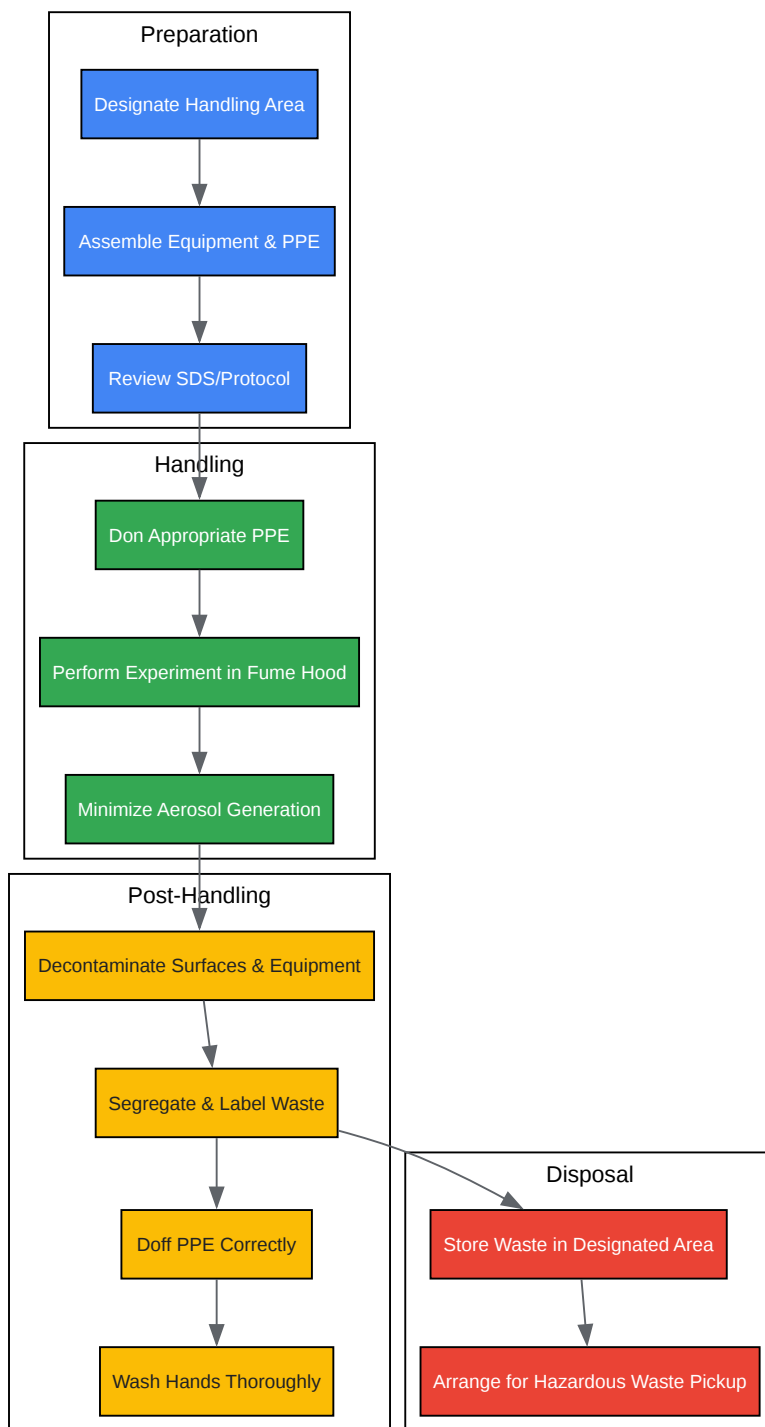 Preparation
Designate Handling Area
Assemble Equipment & PPE
Review SDS/Protocol
Handling
Don Appropriate PPE
Perform Experiment in Fume Hood
Minimize Aerosol Generation
Post-Handling
Decontaminate Surfaces & Equipment
Segregate & Label Waste
Doff PPE Correctly
Wash Hands Thoroughly
Disposal
Store Waste in Designated Area
Arrange for Hazardous Waste Pickup